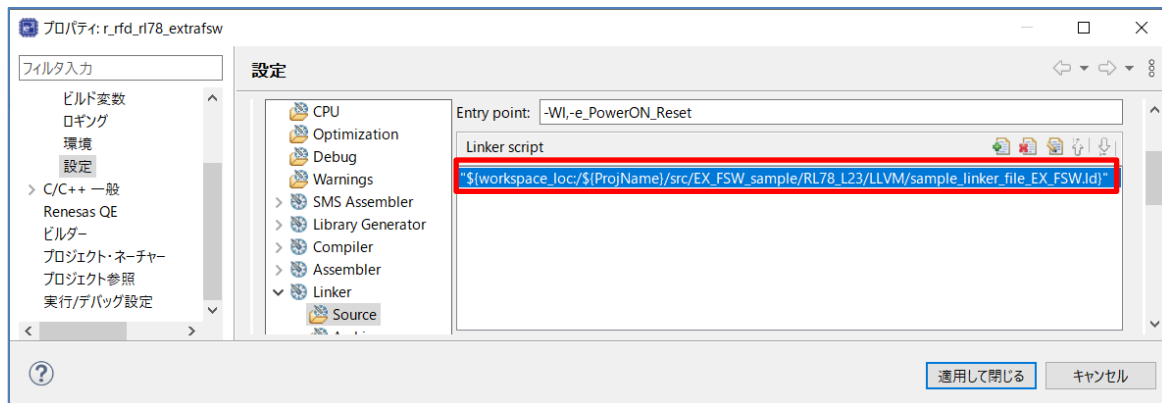 プロパティ: r_rfd_rl78_extrafsw
フィルタ入力
ビルド変数
ロギング
環境
設定
C/C++ 一般
Renesas QE
ビルダー
プロジェクト・ネーチャー
プロジェクト参照
実行/デバッグ設定
設定
CPU
Optimization
Debug
Warnings
SMS Assembler
Library Generator
Compiler
Assembler
Linker
Source
Entry point: -Wl,-e_PowerON_Reset
Linker script
"${workspace_loc:/${ProjName}/src/EX_FSW_sample/RL78_L23/LLVM/sample_linker_file_EX_FSW.ld}"
適用して閉じる
キャンセル